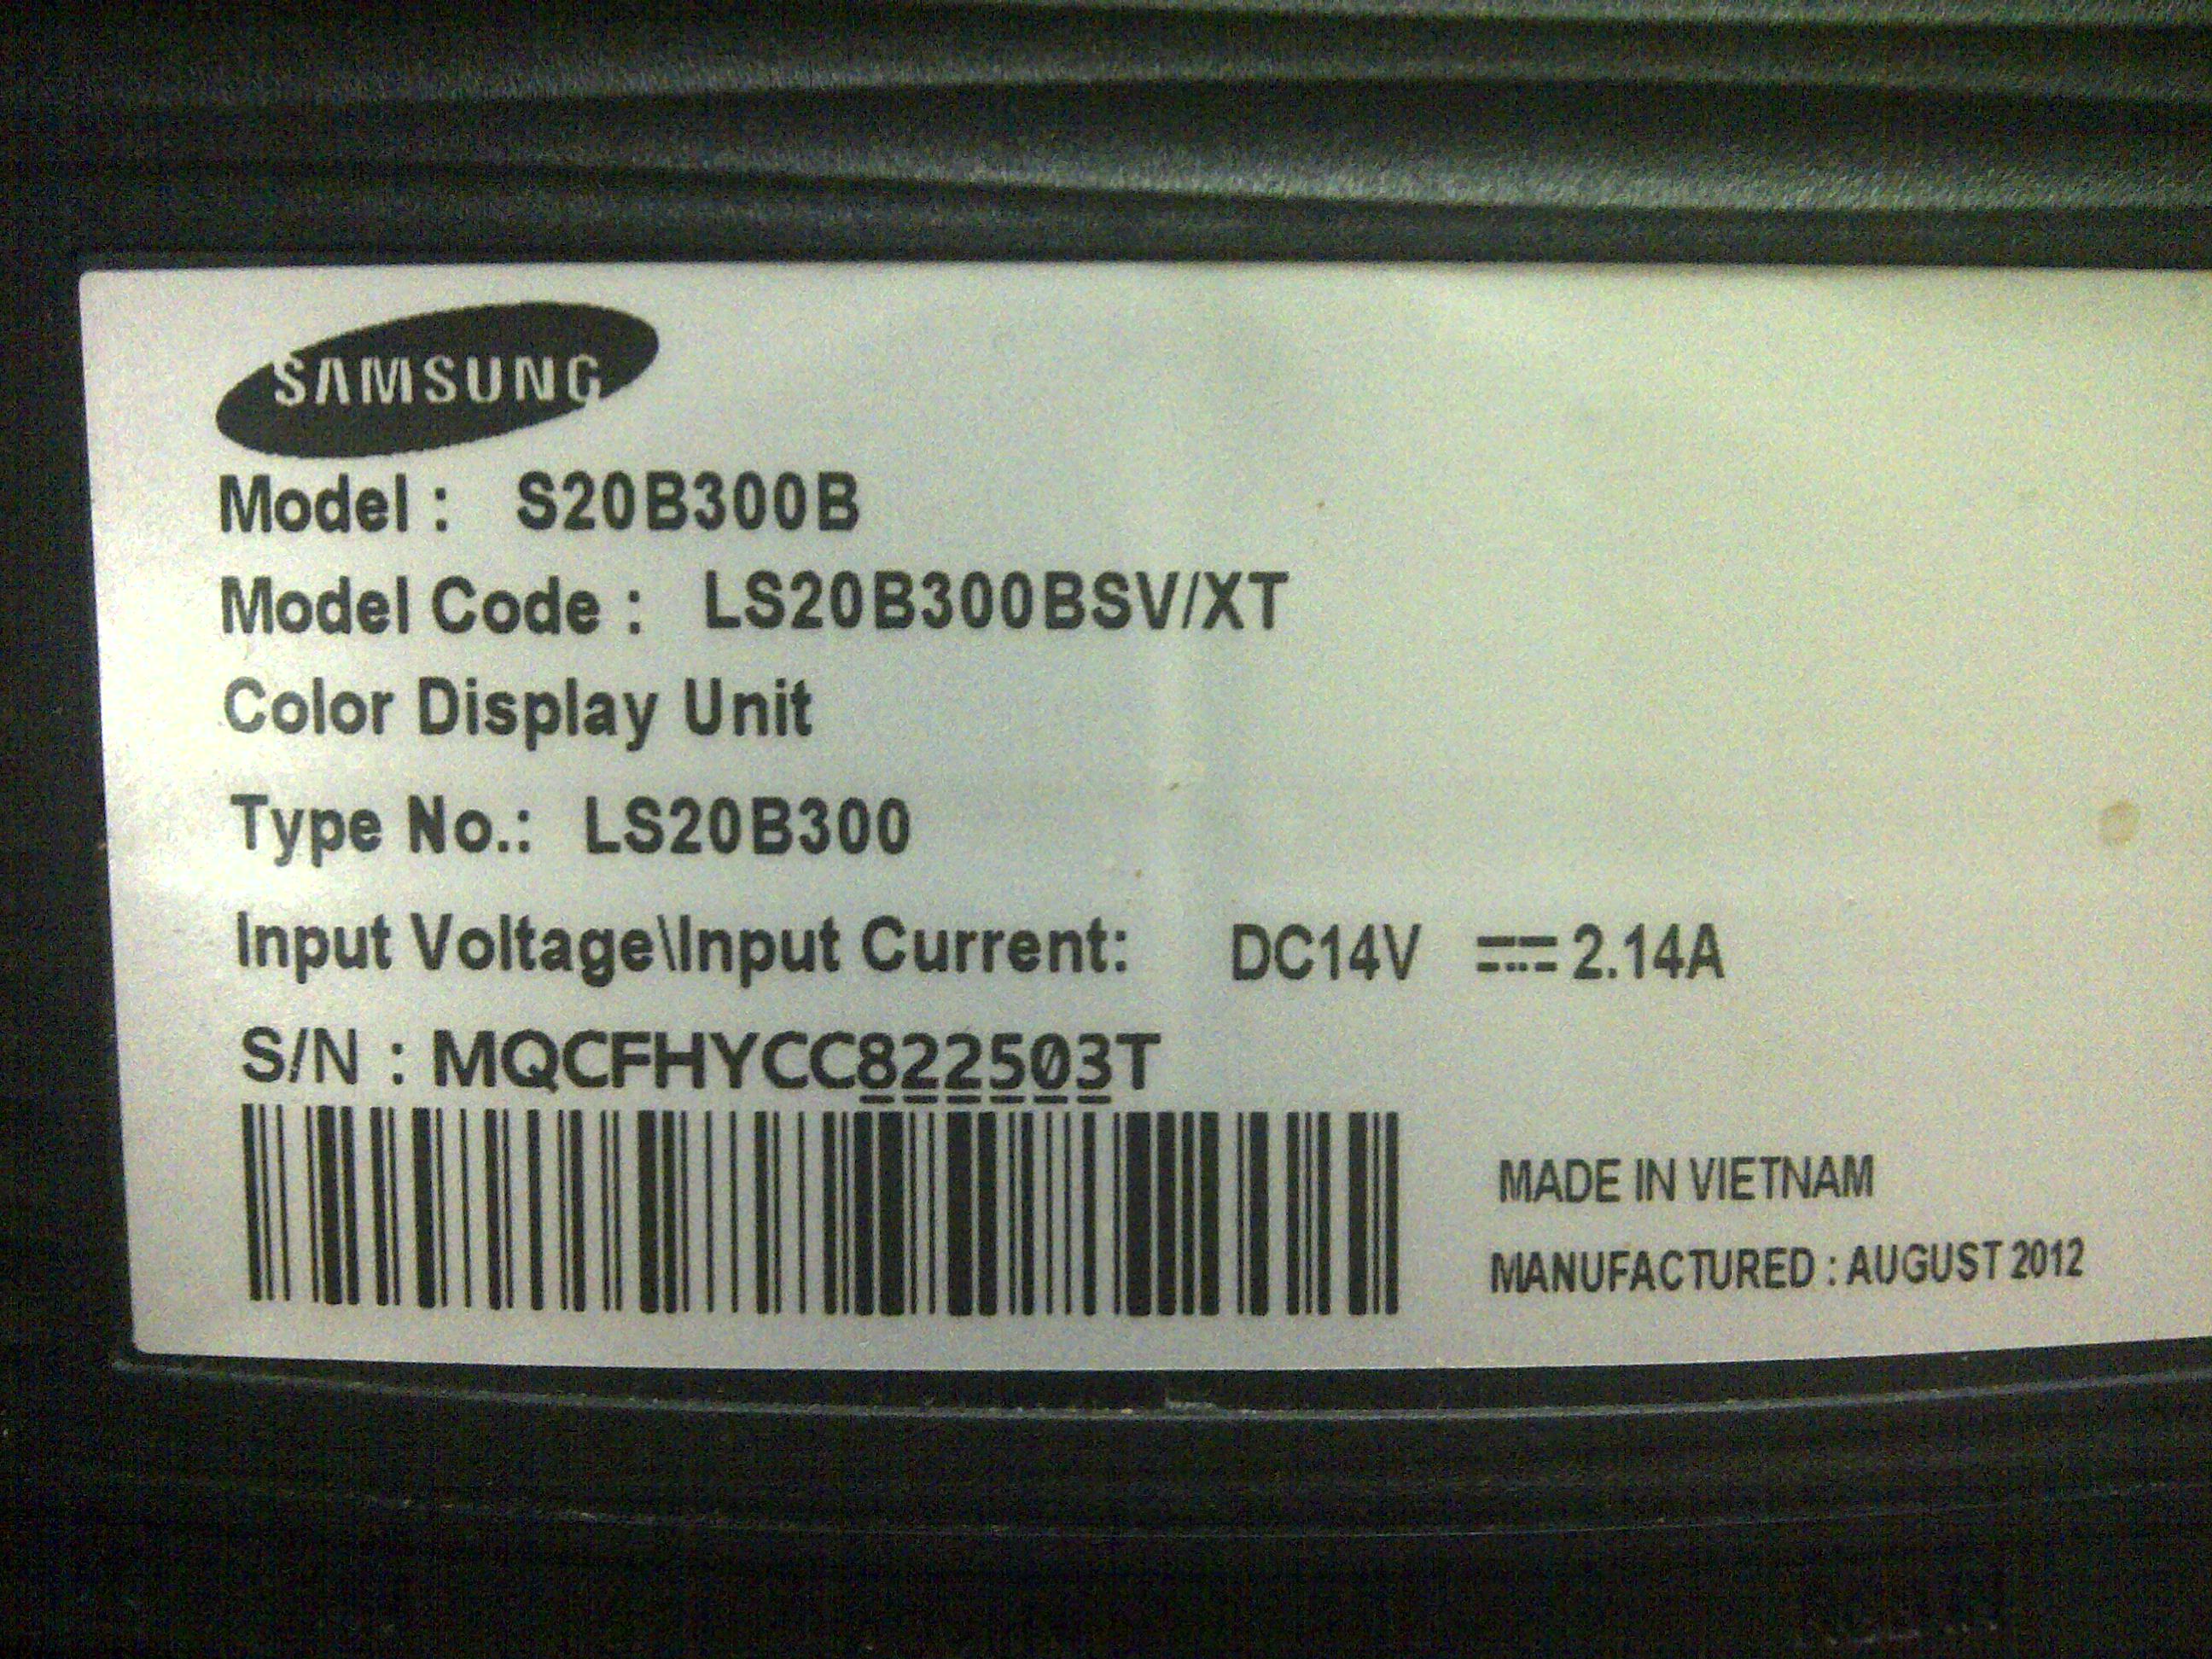 SAMSUNG
Model : S20B300B
Model Code : LS20B300BSV/XT
Color Display Unit
Type No.: LS20B300
Input Voltage\Input Current: DC14V ⎓ 2.14A
S/N : MQCFHYCC822503T
MADE IN VIETNAM
MANUFACTURED : AUGUST 2012